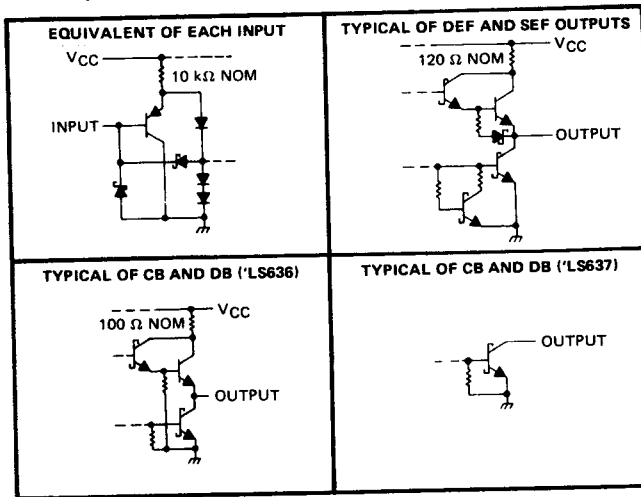 EQUIVALENT OF EACH INPUT
VCC
10 kΩ NOM
INPUT
TYPICAL OF DEF AND SEF OUTPUTS
VCC
120 Ω NOM
OUTPUT
TYPICAL OF CB AND DB ('LS636)
VCC
100 Ω NOM
OUTPUT
TYPICAL OF CB AND DB ('LS637)
OUTPUT